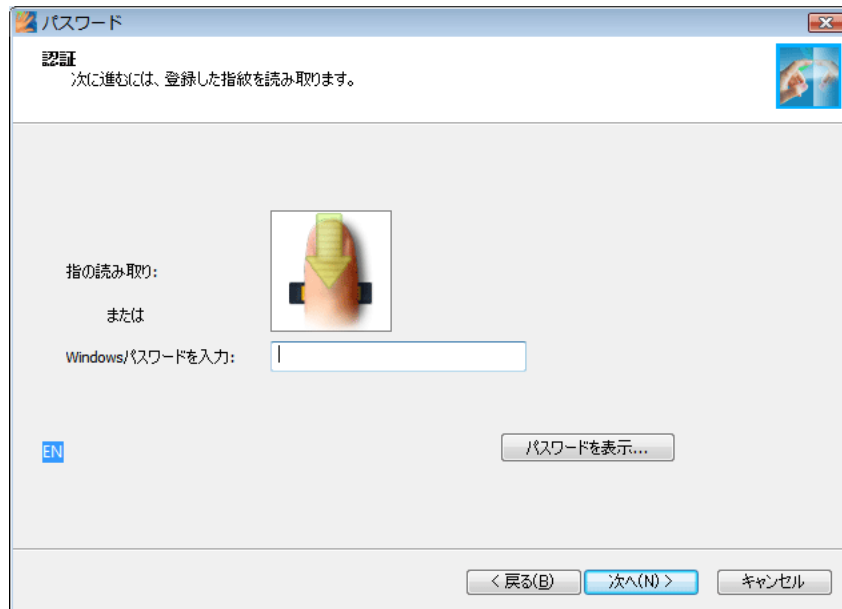 パスワード
認証
次に進むには、登録した指紋を読み取ります。
指の読み取り:
または
Windowsパスワードを入力:
EN
パスワードを表示...
< 戻る(B)
次へ(N) >
キャンセル